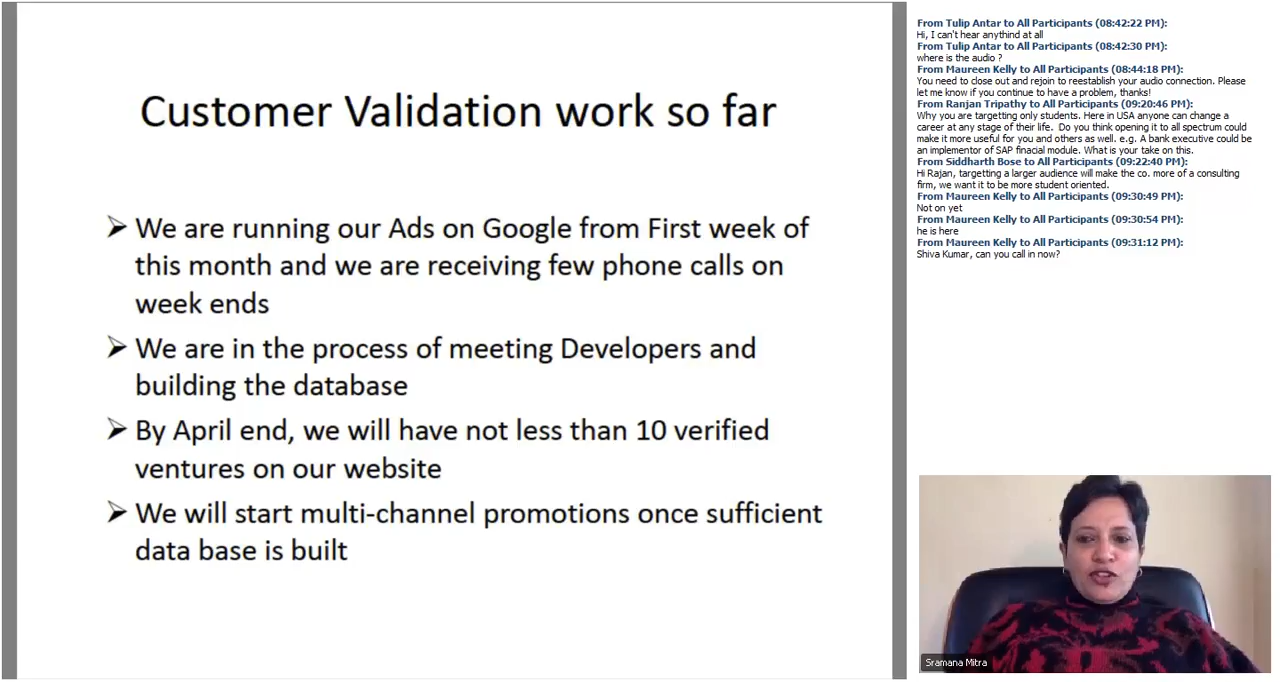 Customer Validation work so far
➢ We are running our Ads on Google from First week of
this month and we are receiving few phone calls on
week ends
➢ We are in the process of meeting Developers and
building the database
➢ By April end, we will have not less than 10 verified
ventures on our website
➢ We will start multi-channel promotions once sufficient
data base is built
From Tulip Antar to All Participants (08:42:22 PM):
Hi, I can't hear anythind at all
From Tulip Antar to All Participants (08:42:30 PM):
where is the audio ?
From Maureen Kelly to All Participants (08:44:18 PM):
You need to close out and rejoin to reestablish your audio connection. Please
let me know if you continue to have a problem, thanks!
From Ranjan Tripathy to All Participants (09:20:46 PM):
Why you are targetting only students. Here in USA anyone can change a
career at any stage of their life. Do you think opening it to all spectrum could
make it more useful for you and others as well. e.g. A bank executive could be
an implementor of SAP finacial module. What is your take on this.
From Siddharth Bose to All Participants (09:22:40 PM):
Hi Rajan, targetting a larger audience will make the co. more of a consulting
firm, we want it to be more student oriented.
From Maureen Kelly to All Participants (09:30:49 PM):
Not on yet
From Maureen Kelly to All Participants (09:30:54 PM):
he is here
From Maureen Kelly to All Participants (09:31:12 PM):
Shiva Kumar, can you call in now?
Sramana Mitra